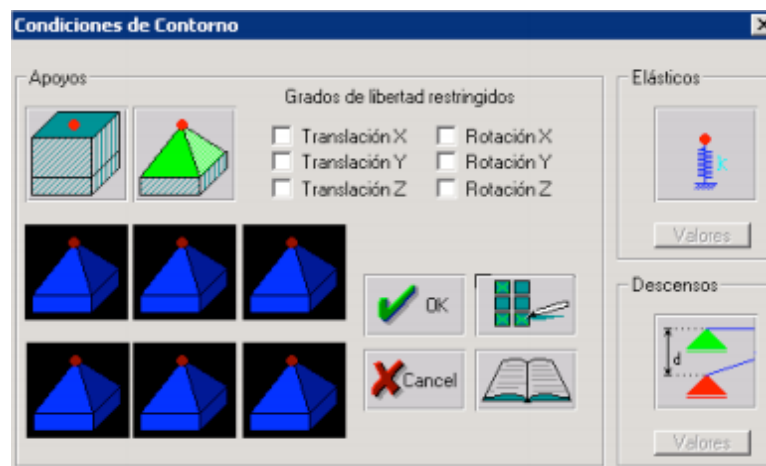 Condiciones de Contorno
Apoyos
Grados de libertad restringidos
Translación X
Rotación X
Translación Y
Rotación Y
Translación Z
Rotación Z
OK
Cancel
Elásticos
k
Valores
Descensos
d
Valores